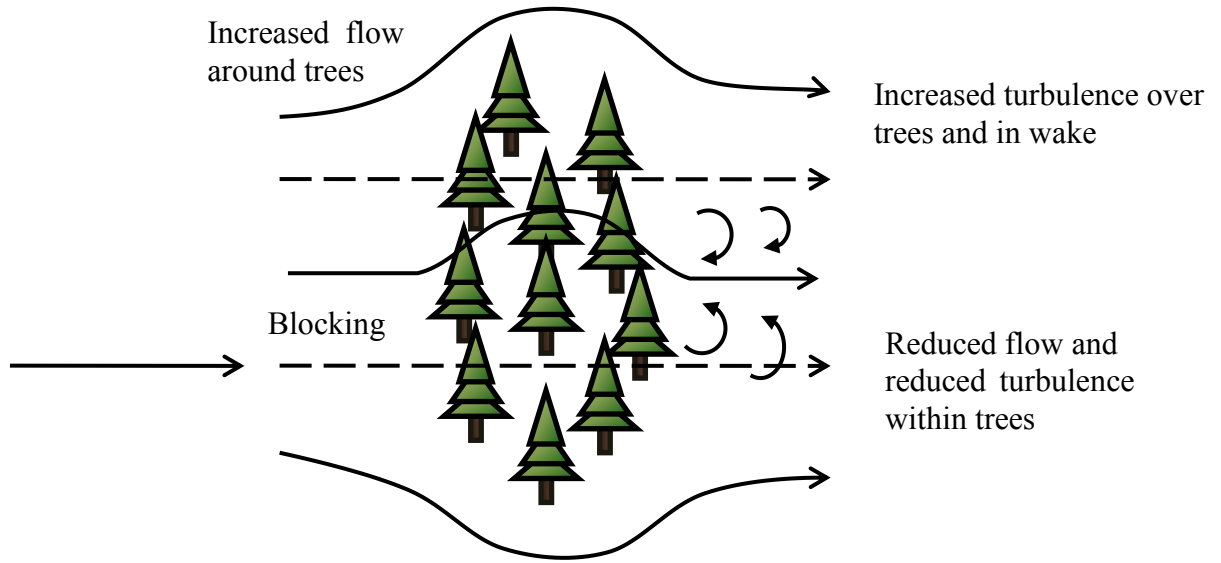 Increased flow
around trees
Increased turbulence over
trees and in wake
Blocking
Reduced flow and
reduced turbulence
within trees